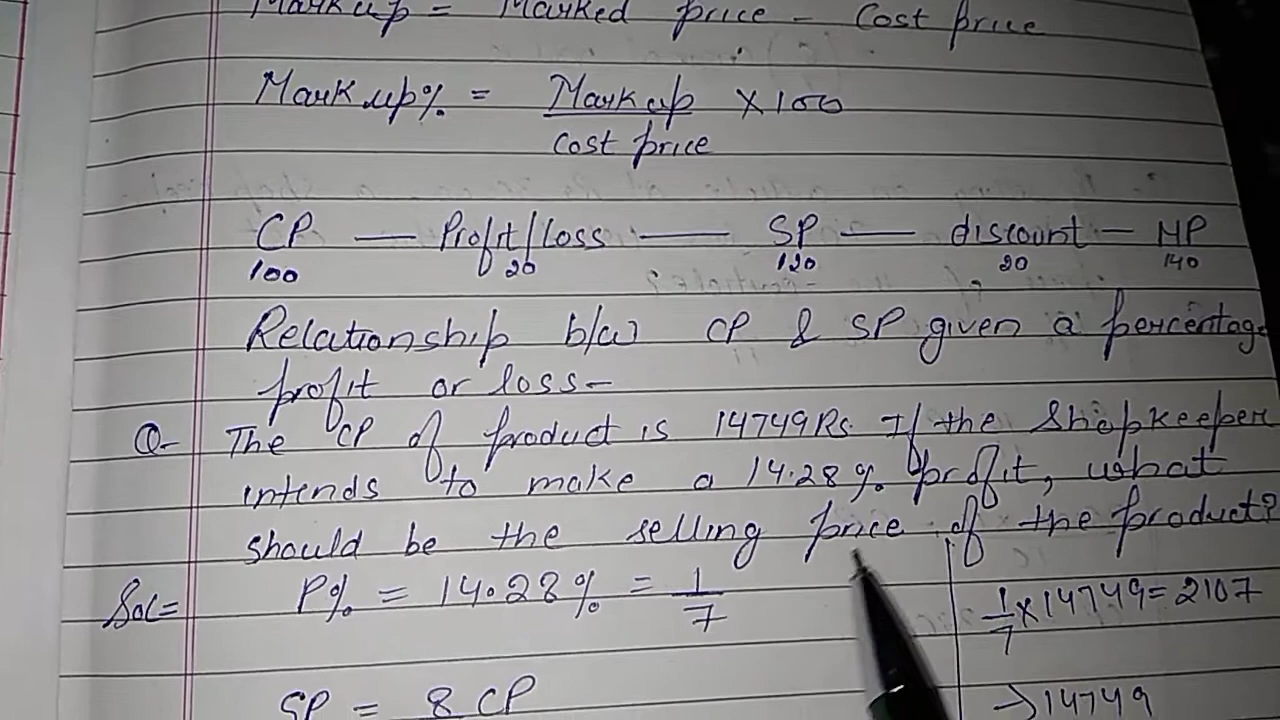 Markup = Marked price - Cost price
Markup% = Markup X100
cost price
CP — Profit/Loss — SP — discount — MP
100 20 120 20 140
Relationship b/w CP & SP given a percentage
profit or loss-
Q- The CP of product is 14749Rs. If the Shopkeeper
intends to make a 14.28% profit, what
should be the selling price of the product?
Sol= P% = 14.28% = 1/7
1/7 x 14749 = 2107
SP = 8 CP
→14749